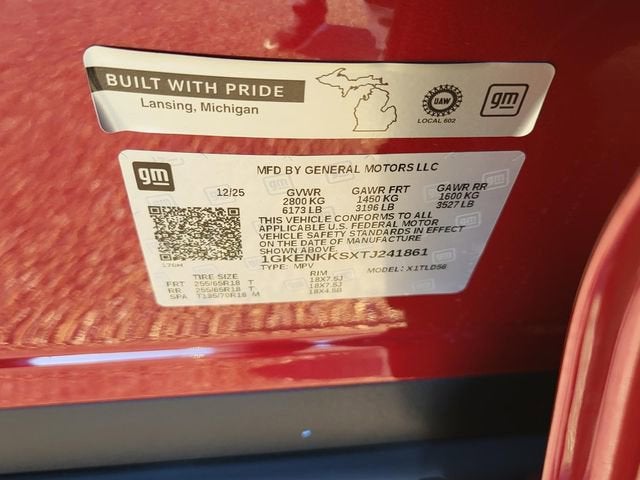 BUILT WITH PRIDE
Lansing, Michigan
UAW
LOCAL 602
gm
gm
MFD BY GENERAL MOTORS LLC
12/25 GVWR GAWR FRT GAWR RR
2800 KG 1450 KG 1600 KG
6173 LB 3196 LB 3527 LB
THIS VEHICLE CONFORMS TO ALL
APPLICABLE U.S. FEDERAL MOTOR
VEHICLE SAFETY STANDARDS IN EFFECT
ON THE DATE OF MANUFACTURE
SHOWN ABOVE.
1GKENKKSXTJ241861
TYPE: MPV MODEL: X1TLD56
TIRE SIZE RIM
FRT 255/65R18 T 18X7.5J
RR 255/65R18 T 18X7.5J
SPA T135/70R18 M 18X4.5B